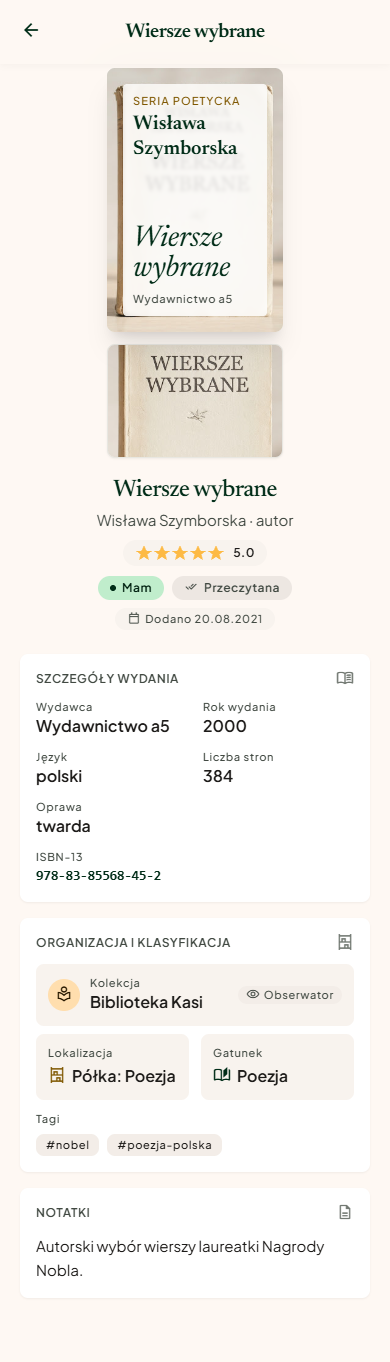 Wiersze wybrane
SERIA POETYCKA
Wisława
Szymborska
WIERSZE
WYBRANE
Wiersze
wybrane
Wydawnictwo a5
WIERSZE
WYBRANE
Wiersze wybrane
Wisława Szymborska · autor
5.0
Mam
Przeczytana
Dodano 20.08.2021
SZCZEGÓŁY WYDANIA
Wydawca
Rok wydania
Wydawnictwo a5
2000
Język
Liczba stron
polski
384
Oprawa
twarda
ISBN-13
978-83-85568-45-2
ORGANIZACJA I KLASYFIKACJA
Kolekcja
Biblioteka Kasi
Obserwator
Lokalizacja
Gatunek
Półka: Poezja
Poezja
Tagi
#nobel
#poezja-polska
NOTATKI
Autorski wybór wierszy laureatki Nagrody
Nobla.